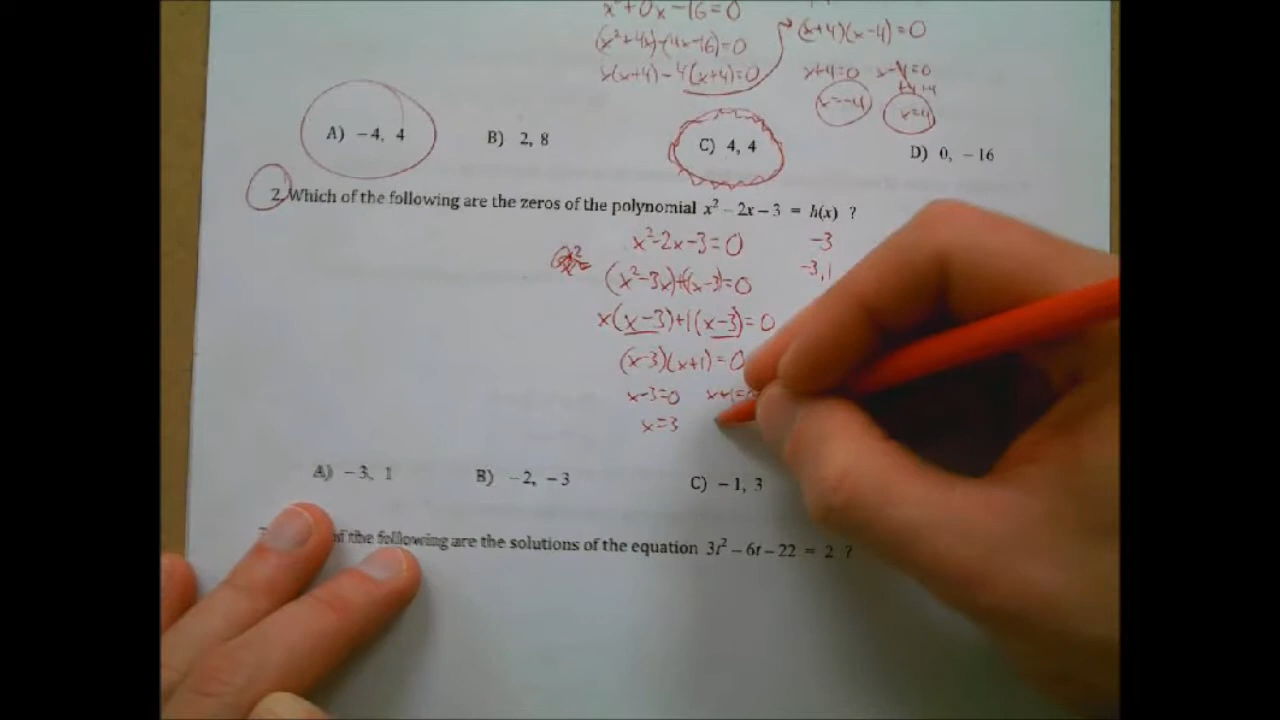 x²+0x-16=0
(x²+4x)-(4x-16)=0
x(x+4)-4(x+4)=0
(x+4)(x-4)=0
x+4=0 x-4=0
+4 +4
x=-4 x=4
A) -4, 4 B) 2, 8 C) 4, 4 D) 0, -16
2. Which of the following are the zeros of the polynomial x² - 2x - 3 = h(x) ?
x²-2x-3=0 -3
(x²-3x)+(x-3)=0 -3, 1
x(x-3)+1(x-3)=0
(x-3)(x+1)=0
x-3=0 x+1=
x=3
A) -3, 1 B) -2, -3 C) -1, 3
of the following are the solutions of the equation 3t² - 6t - 22 = 2 ?